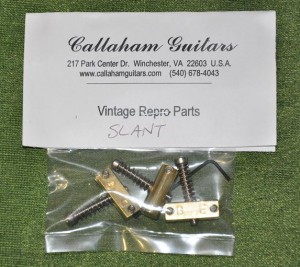 Callaham Guitars
217 Park Center Dr. Winchester, VA 22603 U.S.A.
www.callahamguitars.com (540) 678-4043
Vintage Repro Parts
SLANT